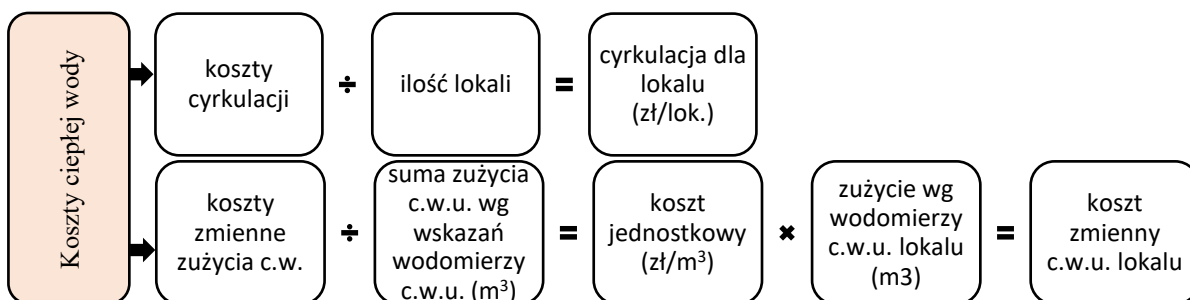 Koszty ciepłej wody
koszty
cyrkulacji
÷
ilość lokali
=
cyrkulacja dla
lokalu
(zł/lok.)
koszty
zmienne
zużycia c.w.
÷
suma zużycia
c.w.u. wg
wskazań
wodomierzy
c.w.u. (m³)
=
koszt
jednostkowy
(zł/m³)
×
zużycie wg
wodomierzy
c.w.u. lokalu
(m3)
=
koszt
zmienny
c.w.u. lokalu